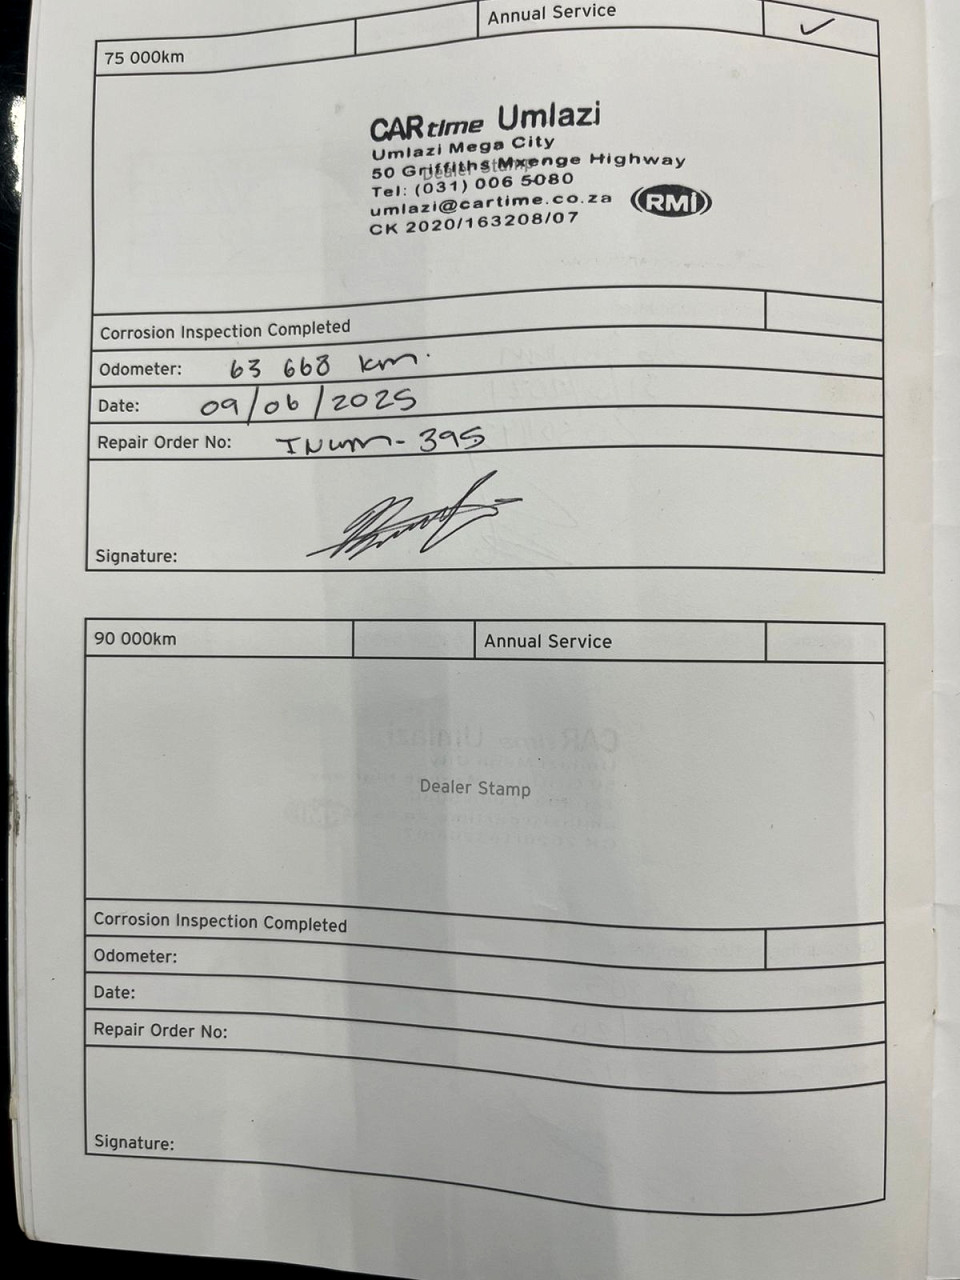 75 000km Annual Service ✓
CARtime Umlazi
Umlazi Mega City
50 Griffiths Mxenge Highway
Dealer Stamp
Tel: (031) 006 5080
umlazi@cartime.co.za RMI
CK 2020/163208/07
Corrosion Inspection Completed
Odometer: 63 668 km.
Date: 09/06/2025
Repair Order No: INUM-395
Signature:
90 000km Annual Service
Dealer Stamp
Corrosion Inspection Completed
Odometer:
Date:
Repair Order No:
Signature: